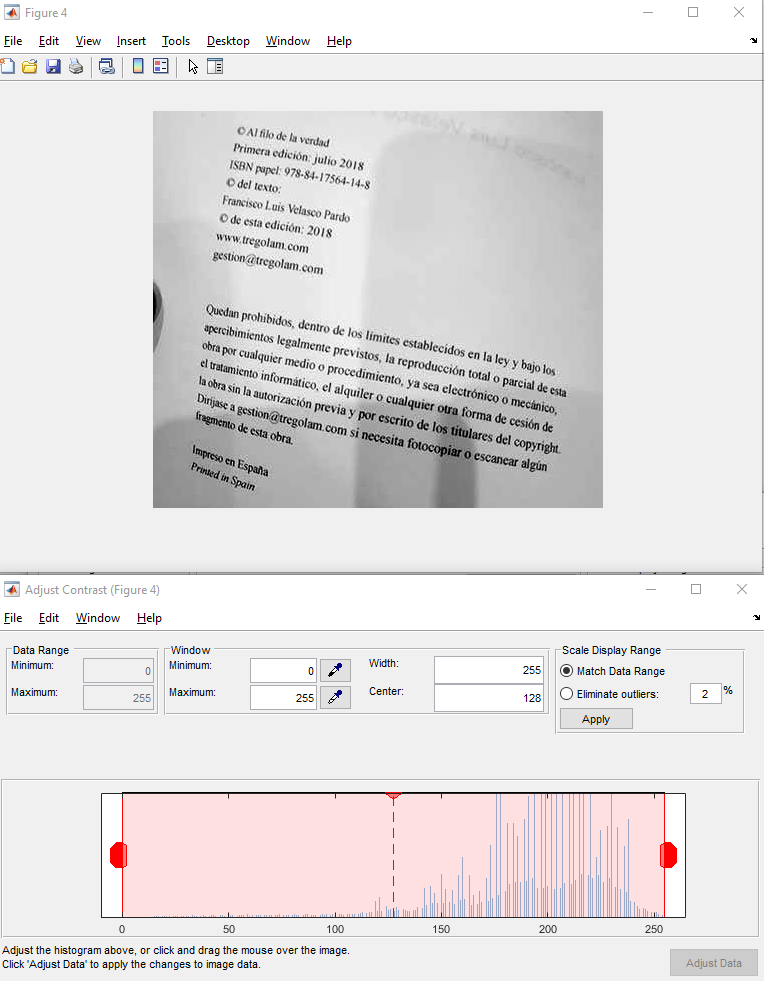 Figure 4
File Edit View Insert Tools Desktop Window Help
© Al filo de la verdad
Primera edición: julio 2018
ISBN papel: 978-84-17564-14-8
© del texto:
Francisco Luis Velasco Pardo
© de esta edición: 2018
www.tregolam.com
gestion@tregolam.com
Quedan prohibidos, dentro de los límites establecidos en la ley y bajo los
apercibimientos legalmente previstos, la reproducción total o parcial de esta
obra por cualquier medio o procedimiento, ya sea electrónico o mecánico,
el tratamiento informático, el alquiler o cualquier otra forma de cesión de
la obra sin la autorización previa y por escrito de los titulares del copyright.
Diríjase a gestion@tregolam.com si necesita fotocopiar o escanear algún
fragmento de esta obra.
Impreso en España
Printed in Spain
Adjust Contrast (Figure 4)
File Edit Window Help
Data Range
Minimum: 0
Maximum: 255
Window
Minimum: 0
Maximum: 255
Width: 255
Center: 128
Scale Display Range
Match Data Range
Eliminate outliers: 2 %
Apply
0 50 100 150 200 250
Adjust the histogram above, or click and drag the mouse over the image.
Click 'Adjust Data' to apply the changes to image data.
Adjust Data